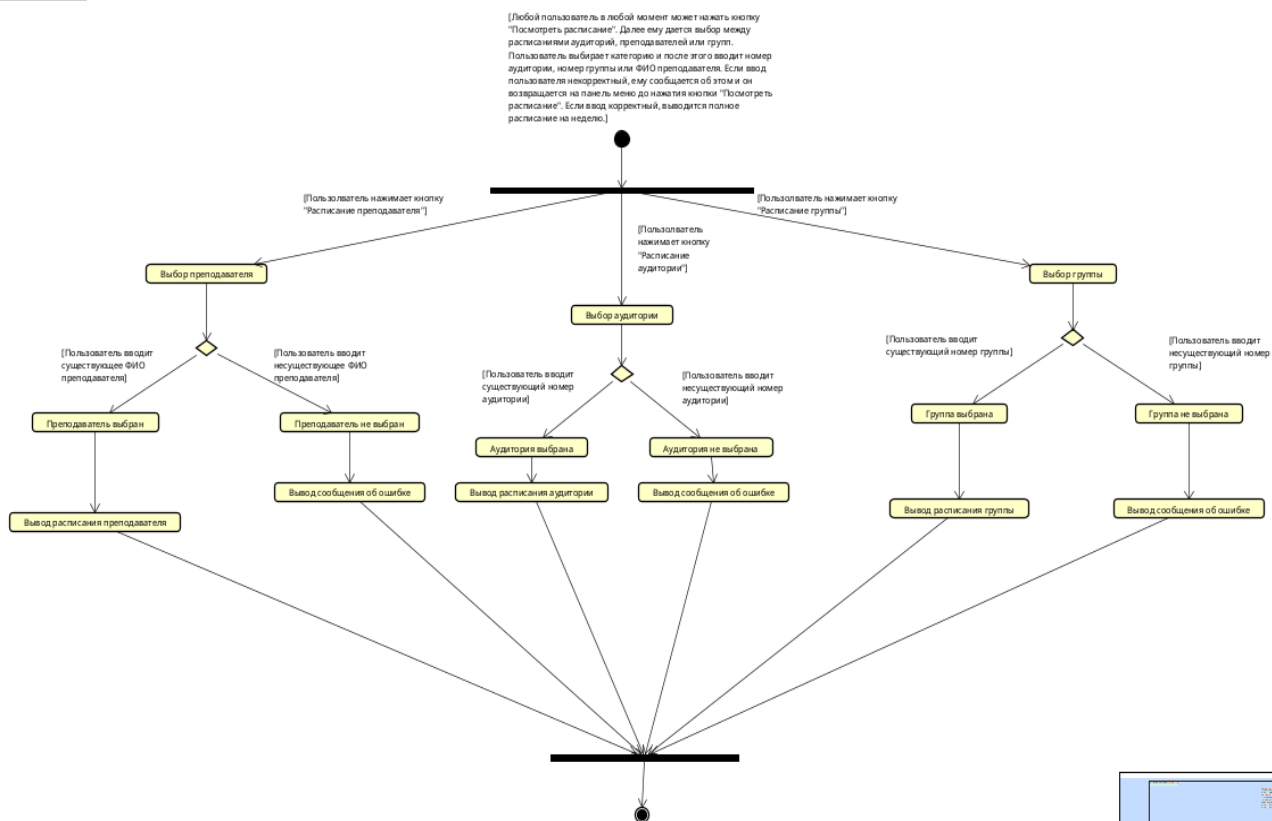 [Любой пользователь в любой момент может нажать кнопку
"Посмотреть расписание". Далее ему дается выбор между
расписаниями аудиторий, преподавателей или групп.
Пользователь выбирает категорию и после этого вводит номер
аудитории, номер группы или ФИО преподавателя. Если ввод
пользователя некорректный, ему сообщается об этом и он
возвращается на панель меню до нажатия кнопки "Посмотреть
расписание". Если ввод корректный, выводится полное
расписание на неделю.]
[Пользолватель нажимает кнопку
"Расписание преподавателя"]
[Пользолватель
нажимает кнопку
"Расписание
аудитории"]
[Пользолватель нажимает кнопку
"Расписание группы"]
Выбор преподавателя
Выбор аудитории
Выбор группы
[Пользователь вводит
существующее ФИО
преподавателя]
[Пользователь вводит
несуществующее ФИО
преподавателя]
[Пользователь вводит
существующий номер
аудитории]
[Пользователь вводит
несуществующий номер
аудитории]
[Пользователь вводит
существующий номер группы]
[Пользователь вводит
несуществующий номер
группы]
Преподаватель выбран
Преподаватель не выбран
Аудитория выбрана
Аудитория не выбрана
Группа выбрана
Группа не выбрана
Вывод расписания преподавателя
Вывод сообщения об ошибке
Вывод расписания аудитории
Вывод сообщения об ошибке
Вывод расписания группы
Вывод сообщения об ошибке